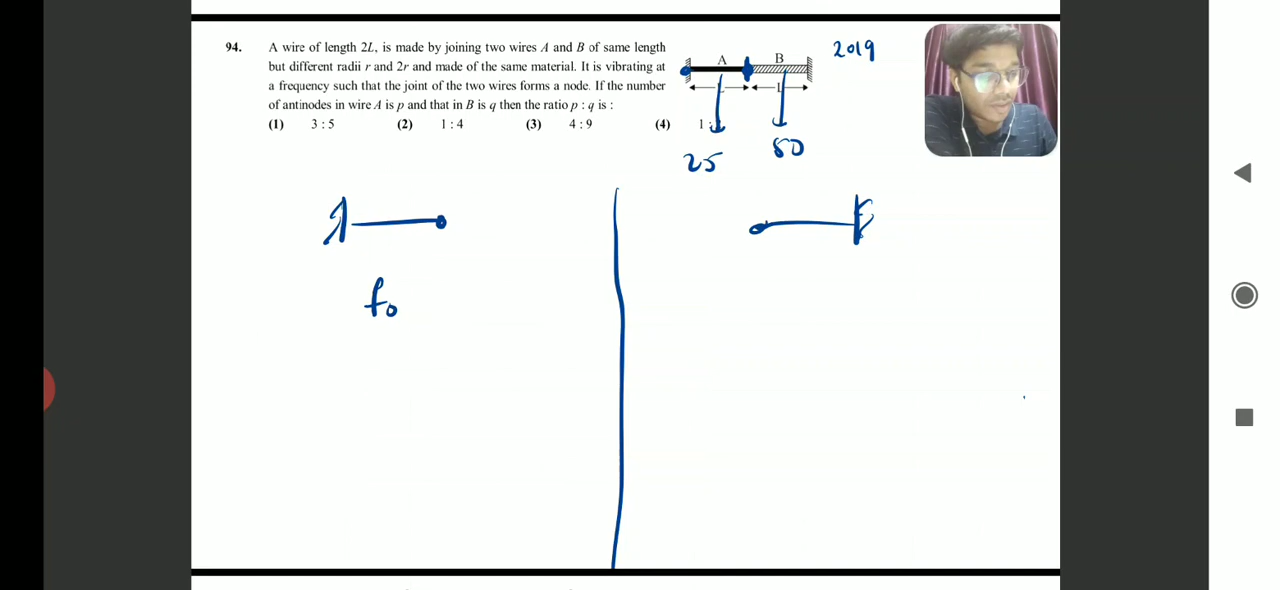 94. A wire of length 2L, is made by joining two wires A and B of same length
but different radii r and 2r and made of the same material. It is vibrating at
a frequency such that the joint of the two wires forms a node. If the number
of antinodes in wire A is p and that in B is q then the ratio p : q is :
(1) 3 : 5 (2) 1 : 4 (3) 4 : 9 (4) 1 :
A B
L
2019
25 50
f₀